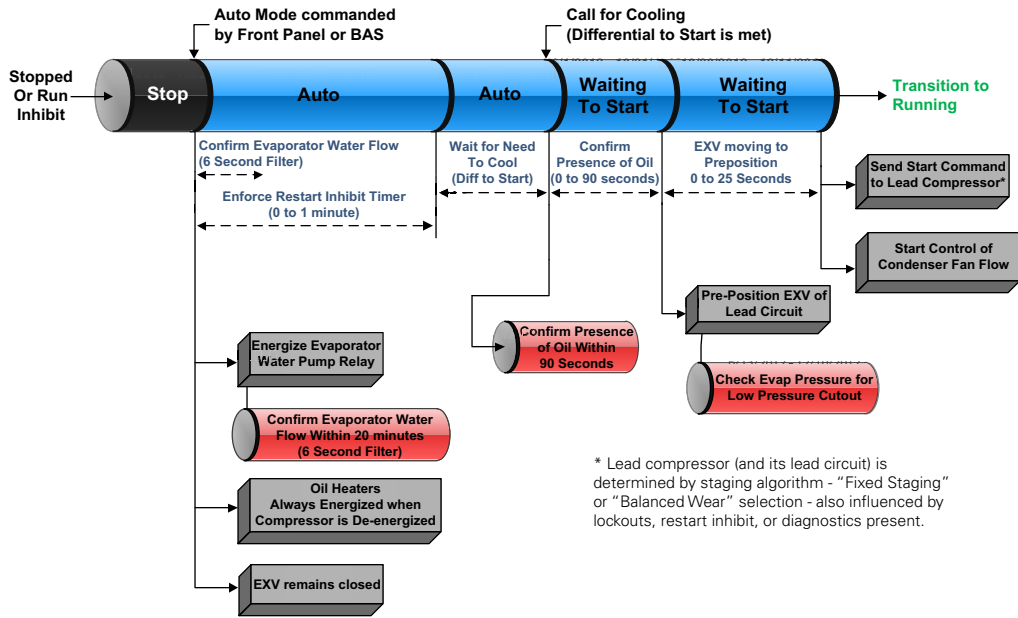 Auto Mode commanded
by Front Panel or BAS
Call for Cooling
(Differential to Start is met)
Stopped
Or Run
Inhibit
Stop
Auto
Auto
Waiting
To Start
Waiting
To Start
Transition to
Running
Confirm Evaporator Water Flow
(6 Second Filter)
Enforce Restart Inhibit Timer
(0 to 1 minute)
Wait for Need
To Cool
(Diff to Start)
Confirm
Presence of Oil
(0 to 90 seconds)
EXV moving to
Preposition
0 to 25 Seconds
Send Start Command
to Lead Compressor*
Start Control of
Condenser Fan Flow
Pre-Position EXV of
Lead Circuit
Confirm Presence
of Oil Within
90 Seconds
Check Evap Pressure for
Low Pressure Cutout
Energize Evaporator
Water Pump Relay
Confirm Evaporator Water
Flow Within 20 minutes
(6 Second Filter)
Oil Heaters
Always Energized when
Compressor is De-energized
EXV remains closed
* Lead compressor (and its lead circuit) is
determined by staging algorithm - “Fixed Staging”
or “Balanced Wear” selection - also influenced by
lockouts, restart inhibit, or diagnostics present.